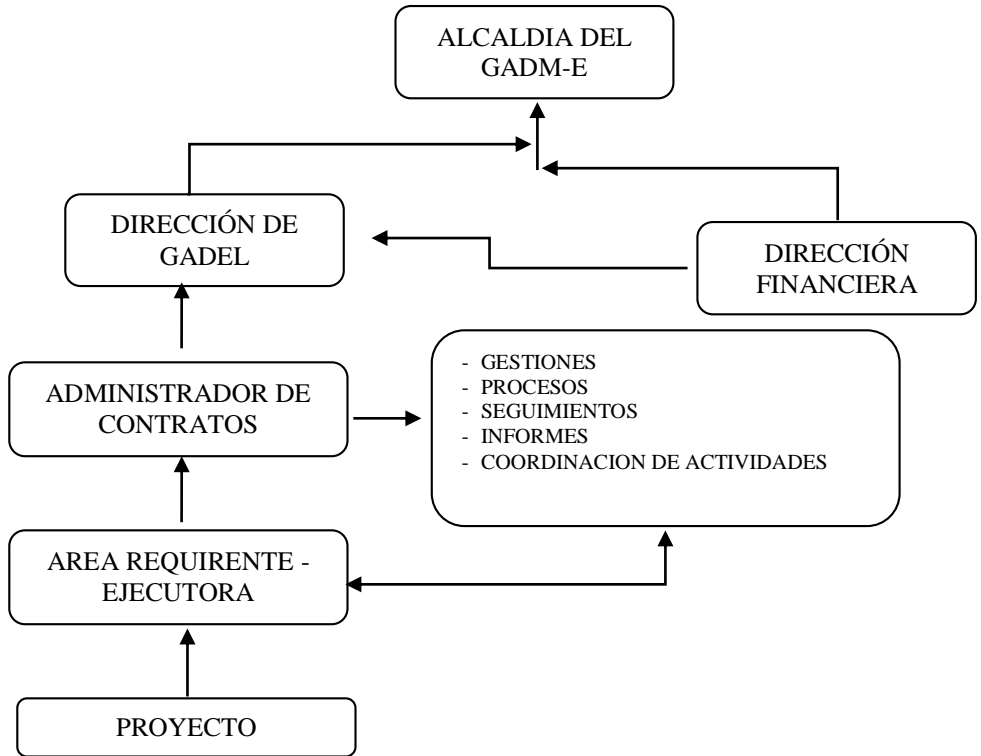 ALCALDIA DEL
GADM-E
DIRECCIÓN DE
GADEL
DIRECCIÓN
FINANCIERA
ADMINISTRADOR DE
CONTRATOS
- GESTIONES
- PROCESOS
- SEGUIMIENTOS
- INFORMES
- COORDINACION DE ACTIVIDADES
AREA REQUIRENTE -
EJECUTORA
PROYECTO